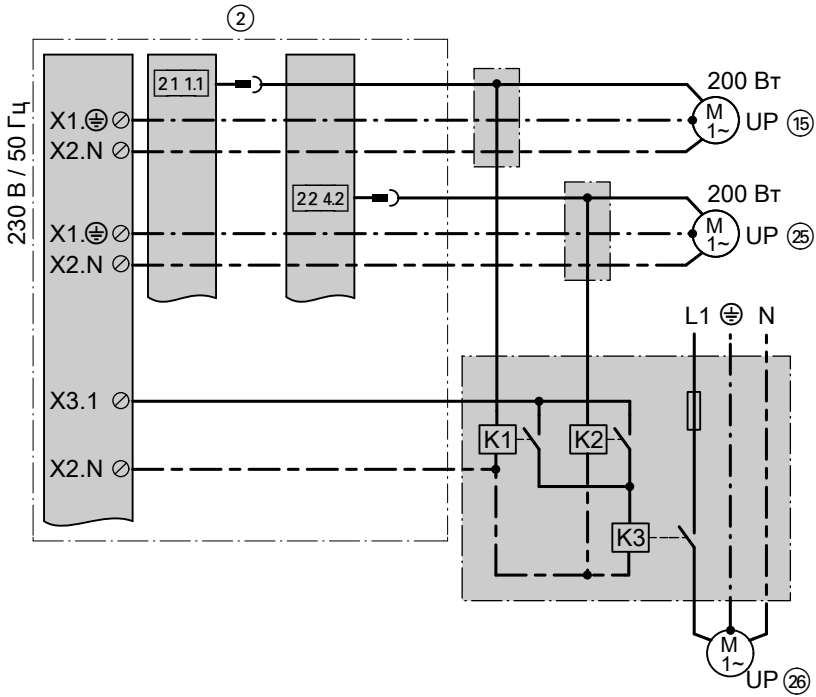 ②
230 В / 50 Гц
21 1.1
200 Вт
X1.⏚
M
1~
UP ⑮
X2.N
22 4.2
200 Вт
X1.⏚
M
1~
UP ㉕
X2.N
L1 ⏚ N
X3.1
K1
K2
X2.N
K3
M
1~
UP ㉖